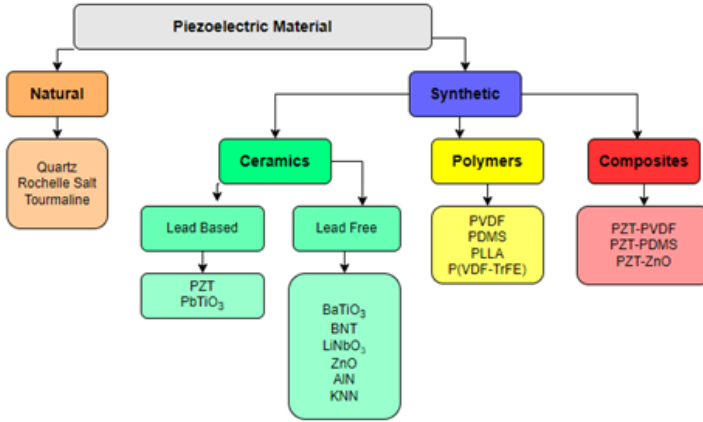 Piezoelectric Material
Natural
Synthetic
Quartz
Rochelle Salt
Tourmaline
Ceramics
Polymers
Composites
Lead Based
Lead Free
PVDF
PDMS
PLLA
P(VDF-TrFE)
PZT-PVDF
PZT-PDMS
PZT-ZnO
PZT
PbTiO₃
BaTiO₃
BNT
LiNbO₃
ZnO
AlN
KNN